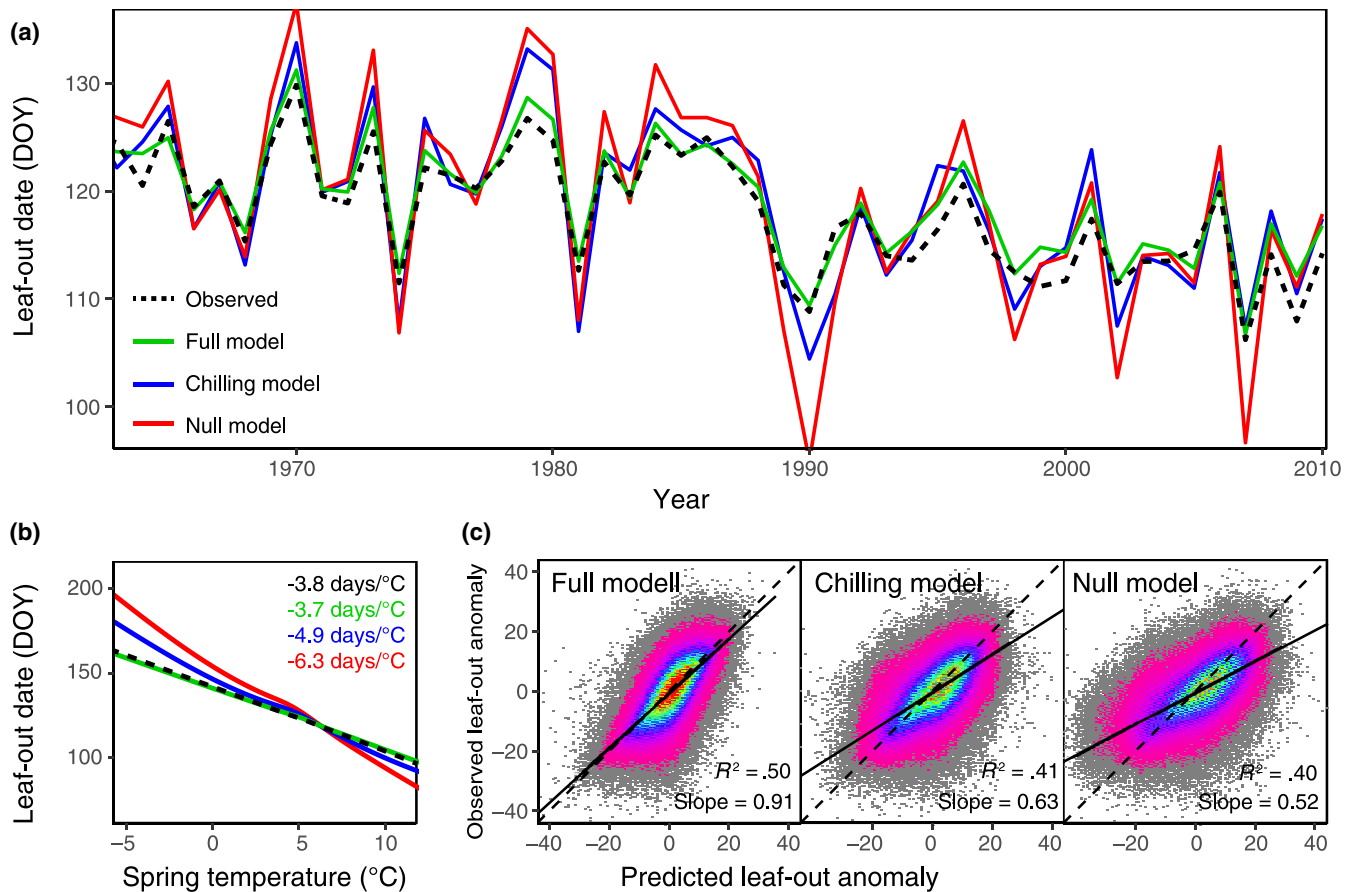 (a)
Leaf-out date (DOY)
130
120
110
100
Observed
Full model
Chilling model
Null model
1970
1980
1990
2000
2010
Year
(b)
Leaf-out date (DOY)
200
150
100
-3.8 days/°C
-3.7 days/°C
-4.9 days/°C
-6.3 days/°C
−5
0
5
10
Spring temperature (°C)
(c)
Observed leaf-out anomaly
40
20
0
−20
−40
Full modell
R² = .50
Slope = 0.91
Chilling model
R² = .41
Slope = 0.63
Null model
R² = .40
Slope = 0.52
−40 −20 0 20 40
−20 0 20 40
−20 0 20 40
Predicted leaf-out anomaly